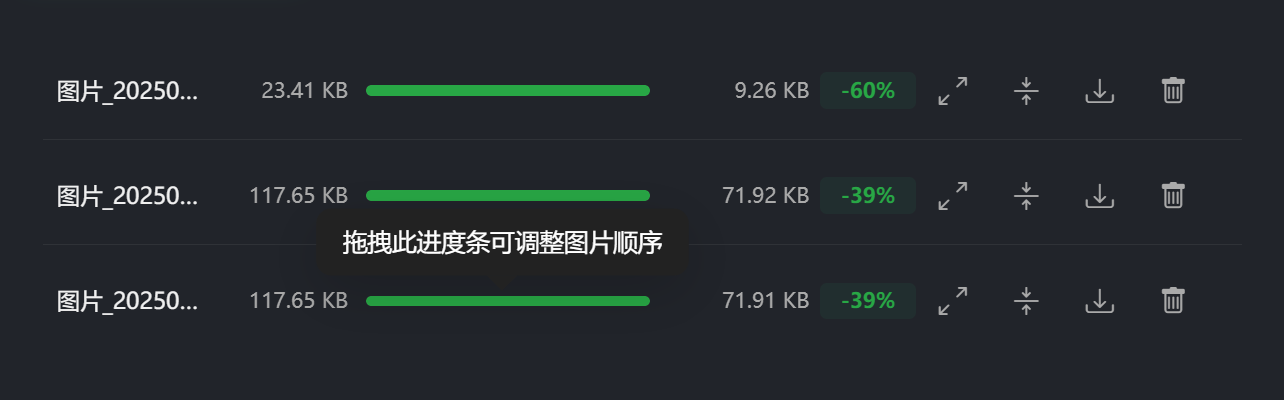 图片_20250... 23.41 KB 9.26 KB -60%
图片_20250... 117.65 KB 71.92 KB -39%
拖拽此进度条可调整图片顺序
图片_20250... 117.65 KB 71.91 KB -39%